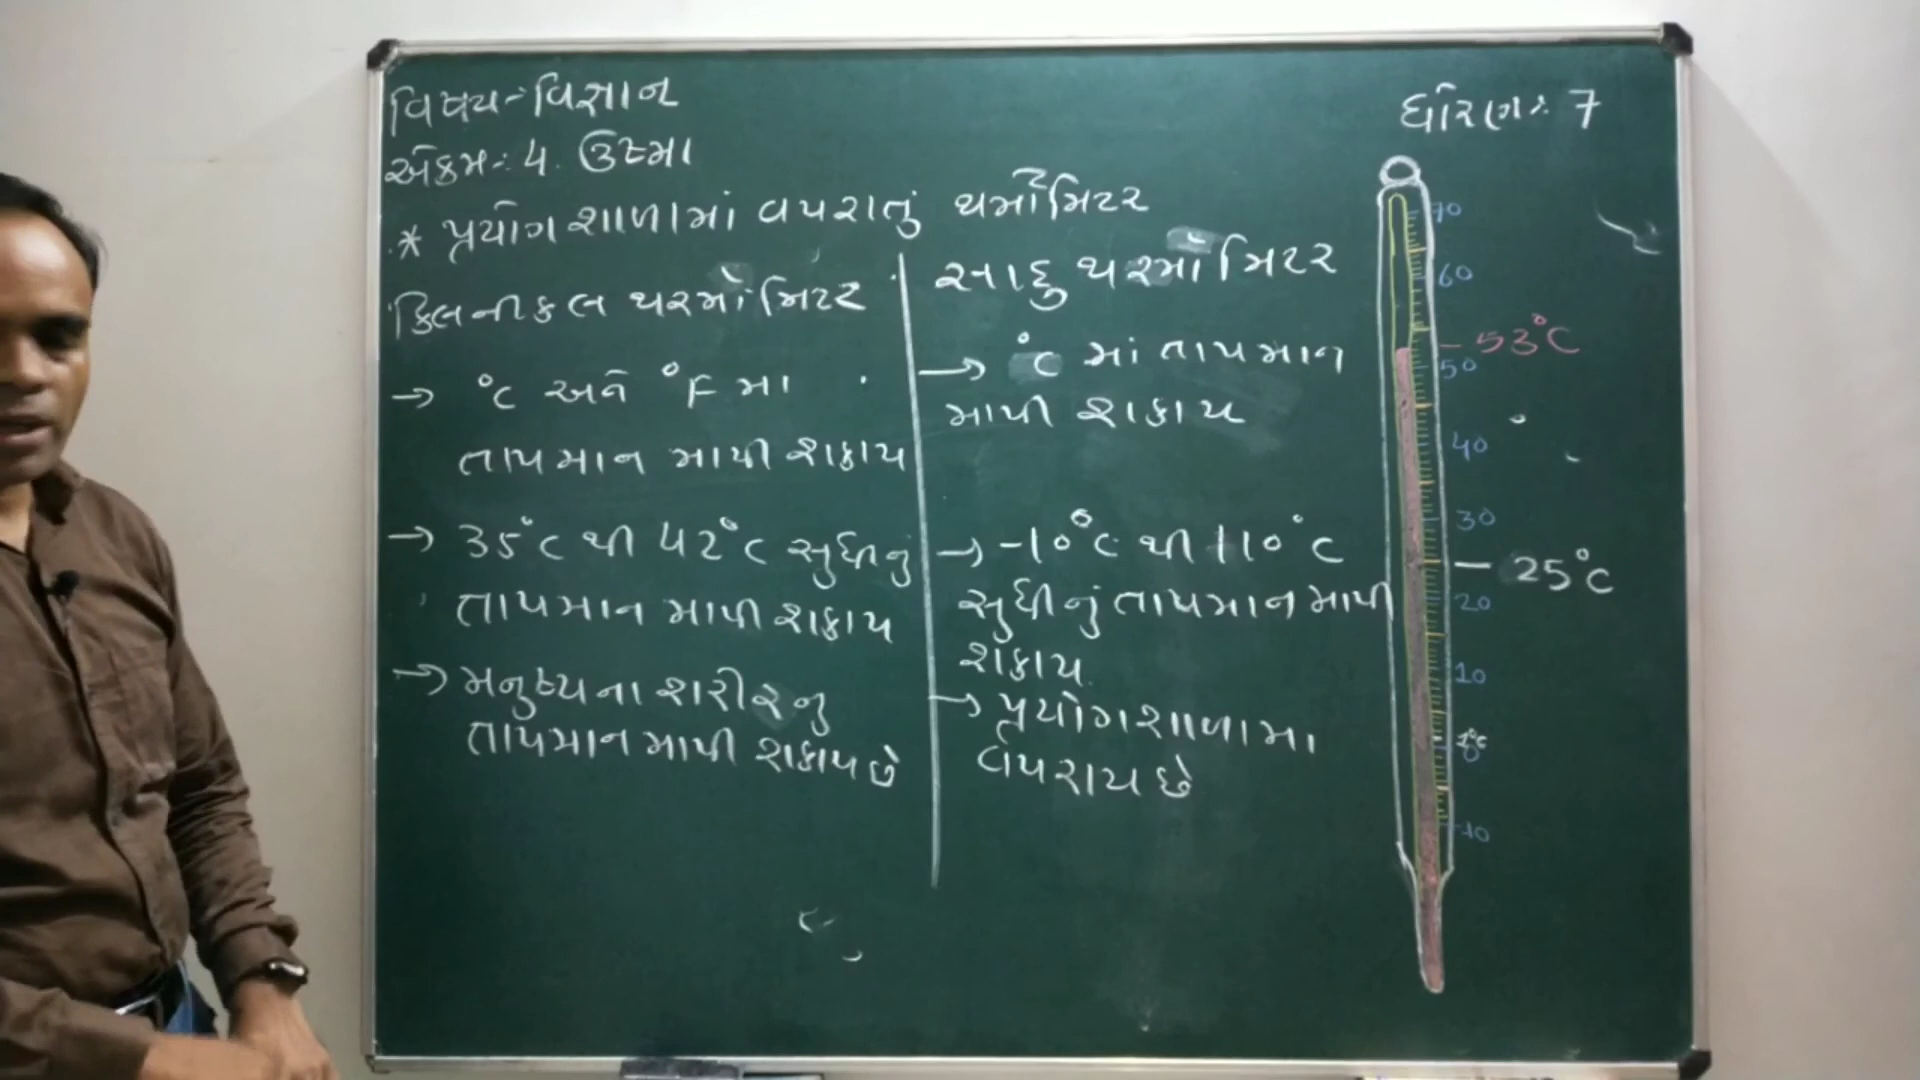 વિષય:- વિજ્ઞાન
ધોરણ:- 7
એકમ:- 4. ઉષ્મા
* પ્રયોગશાળામાં વપરાતું થર્મોમિટર
ક્લિનીકલ થરમોમિટર
→ °C અને °F મા
તાપમાન માપી શકાય
→ 35°C થી 42°C સુધીનું
તાપમાન માપી શકાય
→ મનુષ્યના શરીરનુ
તાપમાન માપી શકાય છે
સાદુ થરમોમિટર
→ °C માં તાપમાન
માપી શકાય
→ -10°C થી 110°C
સુધીનું તાપમાન માપી
શકાય.
→ પ્રયોગશાળામા
વપરાય છે
70
60
- 53°C
50
40
30
- 25°C
20
10
0
-10